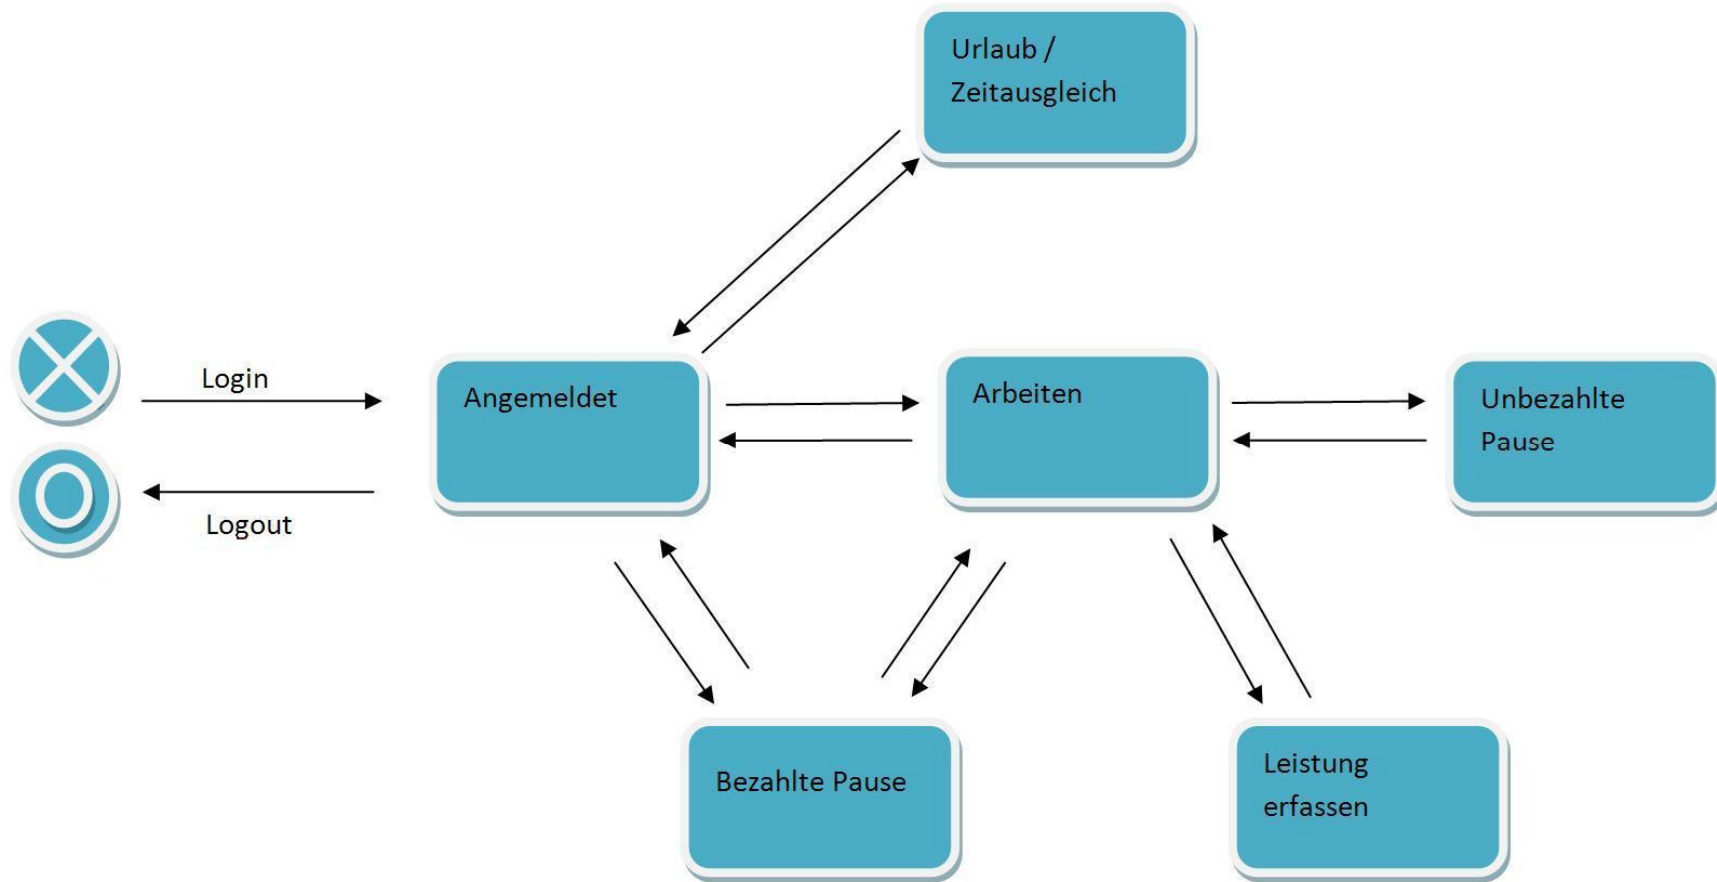 Urlaub /
Zeitausgleich
Login
Logout
Angemeldet
Arbeiten
Unbezahlte
Pause
Bezahlte Pause
Leistung
erfassen